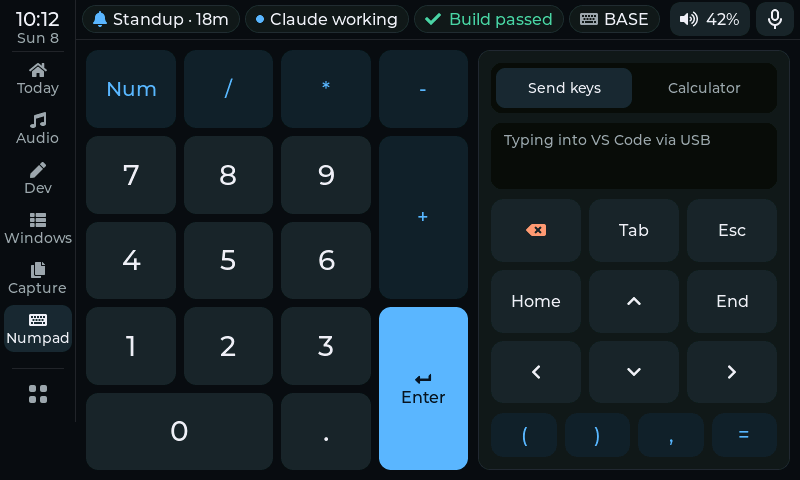 10:12
Sun 8
Standup · 18m
Claude working
Build passed
BASE
42%
Today
Audio
Dev
Windows
Capture
Numpad
Num
/
*
-
7
8
9
+
4
5
6
1
2
3
Enter
0
.
Send keys
Calculator
Typing into VS Code via USB
Tab
Esc
Home
End
(
)
,
=